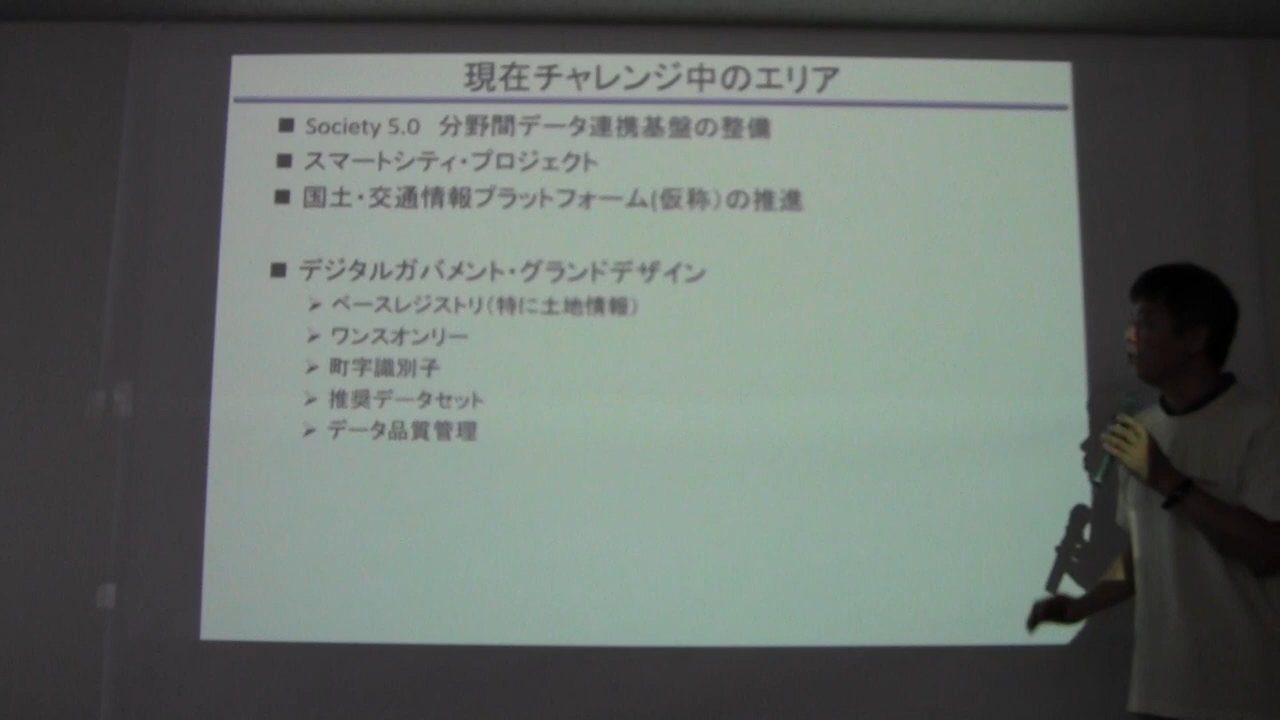 現在チャレンジ中のエリア
■ Society 5.0 分野間データ連携基盤の整備
■ スマートシティ・プロジェクト
■ 国土・交通情報プラットフォーム(仮称)の推進
■ デジタルガバメント・グランドデザイン
➢ ベースレジストリ(特に土地情報)
➢ ワンスオンリー
➢ 町字識別子
➢ 推奨データセット
➢ データ品質管理